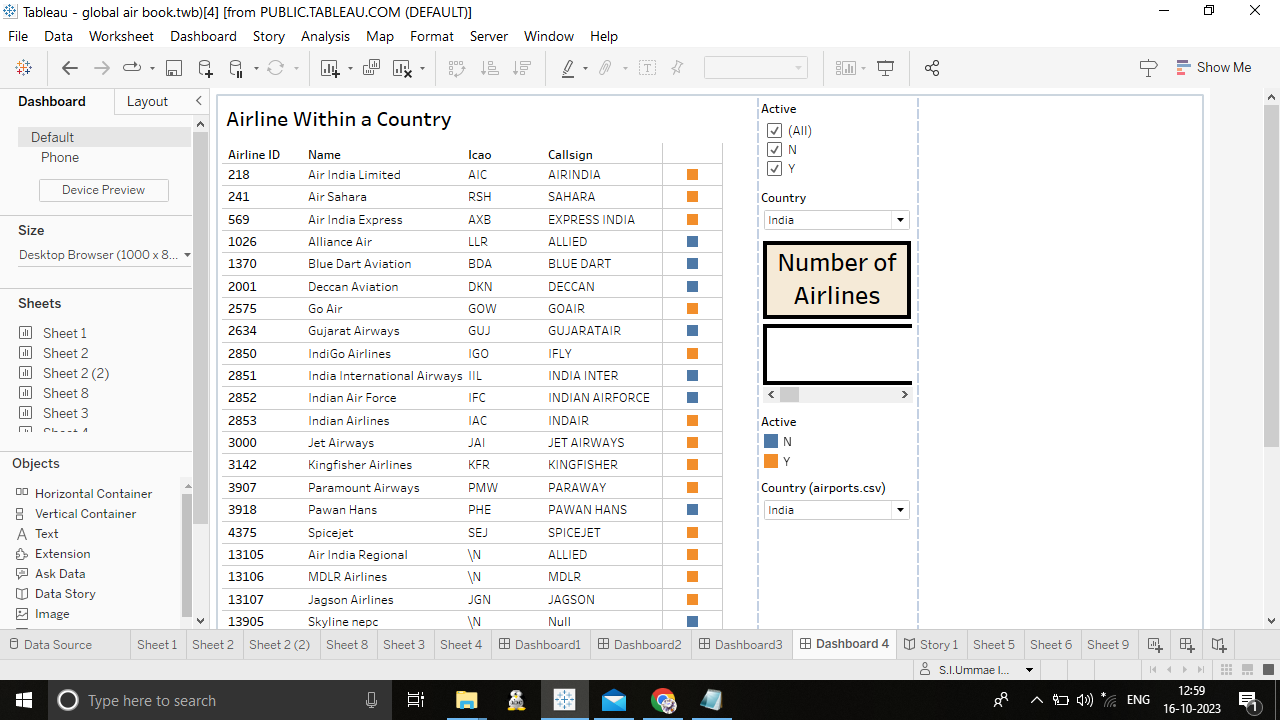 Tableau - global air book.twb)[4] [from PUBLIC.TABLEAU.COM (DEFAULT)]
File Data Worksheet Dashboard Story Analysis Map Format Server Window Help
Show Me
Dashboard Layout
Default
Phone
Device Preview
Size
Desktop Browser (1000 x 8...
Sheets
Sheet 1
Sheet 2
Sheet 2 (2)
Sheet 8
Sheet 3
Sheet 4
Objects
Horizontal Container
Vertical Container
Text
Extension
Ask Data
Data Story
Image
Airline Within a Country
Airline ID Name Icao Callsign
218 Air India Limited AIC AIRINDIA
241 Air Sahara RSH SAHARA
569 Air India Express AXB EXPRESS INDIA
1026 Alliance Air LLR ALLIED
1370 Blue Dart Aviation BDA BLUE DART
2001 Deccan Aviation DKN DECCAN
2575 Go Air GOW GOAIR
2634 Gujarat Airways GUJ GUJARATAIR
2850 IndiGo Airlines IGO IFLY
2851 India International Airways IIL INDIA INTER
2852 Indian Air Force IFC INDIAN AIRFORCE
2853 Indian Airlines IAC INDAIR
3000 Jet Airways JAI JET AIRWAYS
3142 Kingfisher Airlines KFR KINGFISHER
3907 Paramount Airways PMW PARAWAY
3918 Pawan Hans PHE PAWAN HANS
4375 Spicejet SEJ SPICEJET
13105 Air India Regional \N ALLIED
13106 MDLR Airlines \N MDLR
13107 Jagson Airlines JGN JAGSON
13905 Skyline nepc \N Null
Active
(All)
N
Y
Country
India
Number of
Airlines
Active
N
Y
Country (airports.csv)
India
Data Source Sheet 1 Sheet 2 Sheet 2 (2) Sheet 8 Sheet 3 Sheet 4 Dashboard1 Dashboard2 Dashboard3 Dashboard 4 Story 1 Sheet 5 Sheet 6 Sheet 9
S.I.Ummae I...
Type here to search
ENG
12:59
16-10-2023
1